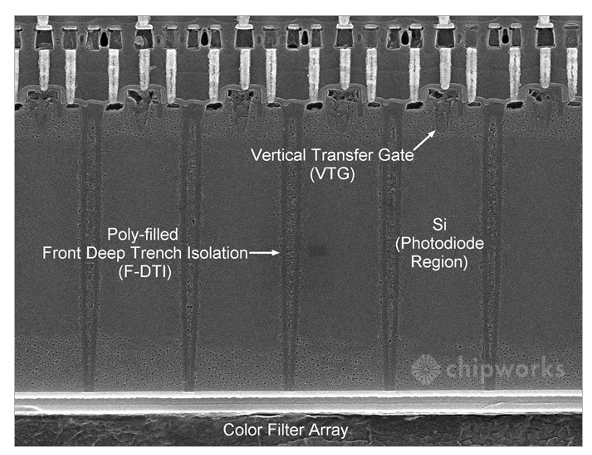 Vertical Transfer Gate
(VTG)
Poly-filled
Front Deep Trench Isolation
(F-DTI)
Si
(Photodiode
Region)
chipworks
Color Filter Array